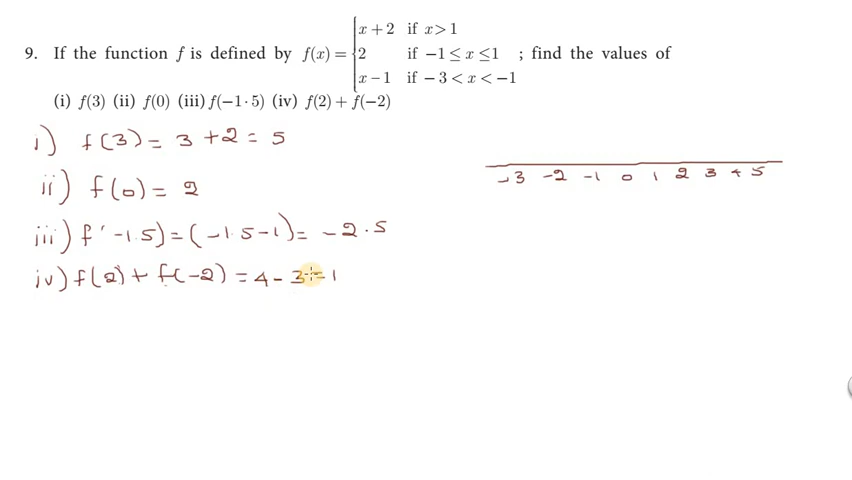 9. If the function f is defined by f(x) = { x + 2 if x > 1
2 if −1 ≤ x ≤ 1 ; find the values of
x − 1 if −3 < x < −1
(i) f(3) (ii) f(0) (iii) f(−1·5) (iv) f(2) + f(−2)
i) f(3) = 3 + 2 = 5
-3 -2 -1 0 1 2 3 4 5
ii) f(0) = 2
iii) f(-1.5) = (-1.5-1) = -2.5
iv) f(2) + f(-2) = 4 - 3 = 1